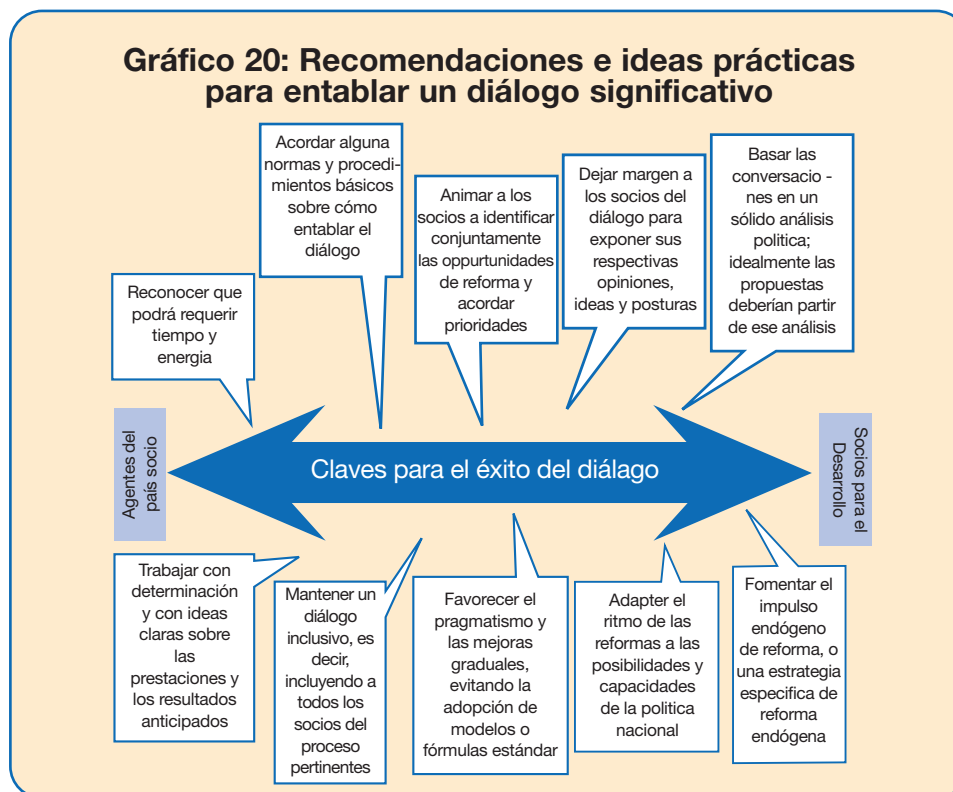 Gráfico 20: Recomendaciones e ideas prácticas
para entablar un diálogo significativo
Reconocer que
podrá requerir
tiempo y
energia
Acordar alguna
normas y procedi-
mientos básicos
sobre cómo
entablar el
diálogo
Animar a los
socios a identificar
conjuntamente
las oppurtunidades
de reforma y
acordar
prioridades
Dejar margen a
los socios del
diálogo para
exponer sus
respectivas
opiniones,
ideas y posturas
Basar las
conversacio -
nes en un
sólido análisis
politica;
idealmente las
propuestas
deberían partir
de ese análisis
Agentes del
país socio
Claves para el éxito del diálago
Socios para el
Desarrollo
Trabajar con
determinación
y con ideas
claras sobre
las
prestaciones y
los resultados
anticipados
Mantener un
diálogo
inclusivo, es
decir,
incluyendo a
todos los
socios del
proceso
pertinentes
Favorecer el
pragmatismo y
las mejoras
graduales,
evitando la
adopción de
modelos o
fórmulas estándar
Adapter el
ritmo de las
reformas a las
posibilidades y
capacidades
de la politica
nacional
Fomentar el
impulso
endógeno
de reforma, o
una estrategia
especifica de
reforma
endógena